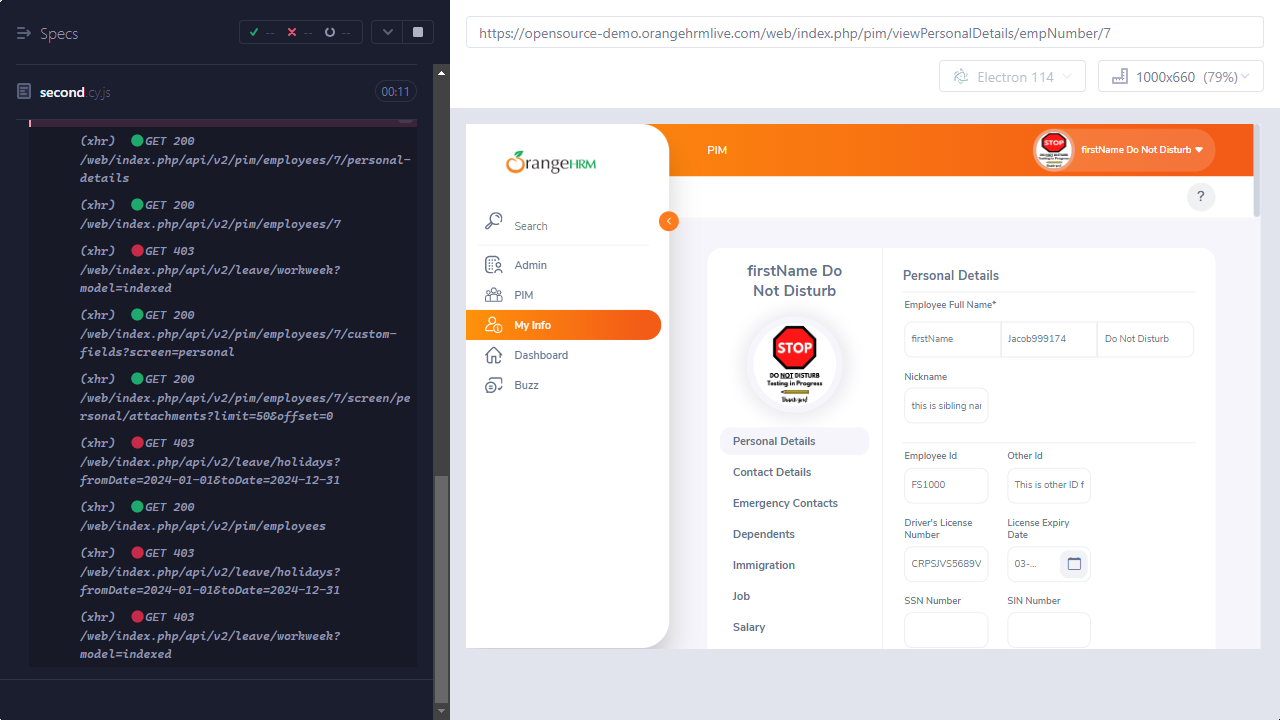 Specs
--
--
--
second.cy.js
00:11
(xhr) GET 200
/web/index.php/api/v2/pim/employees/7/personal-
details
(xhr) GET 200
/web/index.php/api/v2/pim/employees/7
(xhr) GET 403
/web/index.php/api/v2/leave/workweek?
model=indexed
(xhr) GET 200
/web/index.php/api/v2/pim/employees/7/custom-
fields?screen=personal
(xhr) GET 200
/web/index.php/api/v2/pim/employees/7/screen/pe
rsonal/attachments?limit=50&offset=0
(xhr) GET 403
/web/index.php/api/v2/leave/holidays?
fromDate=2024-01-01&toDate=2024-12-31
(xhr) GET 200
/web/index.php/api/v2/pim/employees
(xhr) GET 403
/web/index.php/api/v2/leave/holidays?
fromDate=2024-01-01&toDate=2024-12-31
(xhr) GET 403
/web/index.php/api/v2/leave/workweek?
model=indexed
https://opensource-demo.orangehrmlive.com/web/index.php/pim/viewPersonalDetails/empNumber/7
Electron 114
1000x660 (79%)
OrangeHRM
Search
Admin
PIM
My Info
Dashboard
Buzz
PIM
STOP
DO NOT DISTURB
Testing in Progress
firstName Do Not Disturb
?
firstName Do
Not Disturb
STOP
DO NOT DISTURB
Testing in Progress
Thank you!
Personal Details
Contact Details
Emergency Contacts
Dependents
Immigration
Job
Salary
Personal Details
Employee Full Name*
firstName
Jacob999174
Do Not Disturb
Nickname
this is sibling nar
Employee Id
Other Id
FS1000
This is other ID f
Driver's License
Number
License Expiry
Date
CRPSJVS5689V
03-...
SSN Number
SIN Number